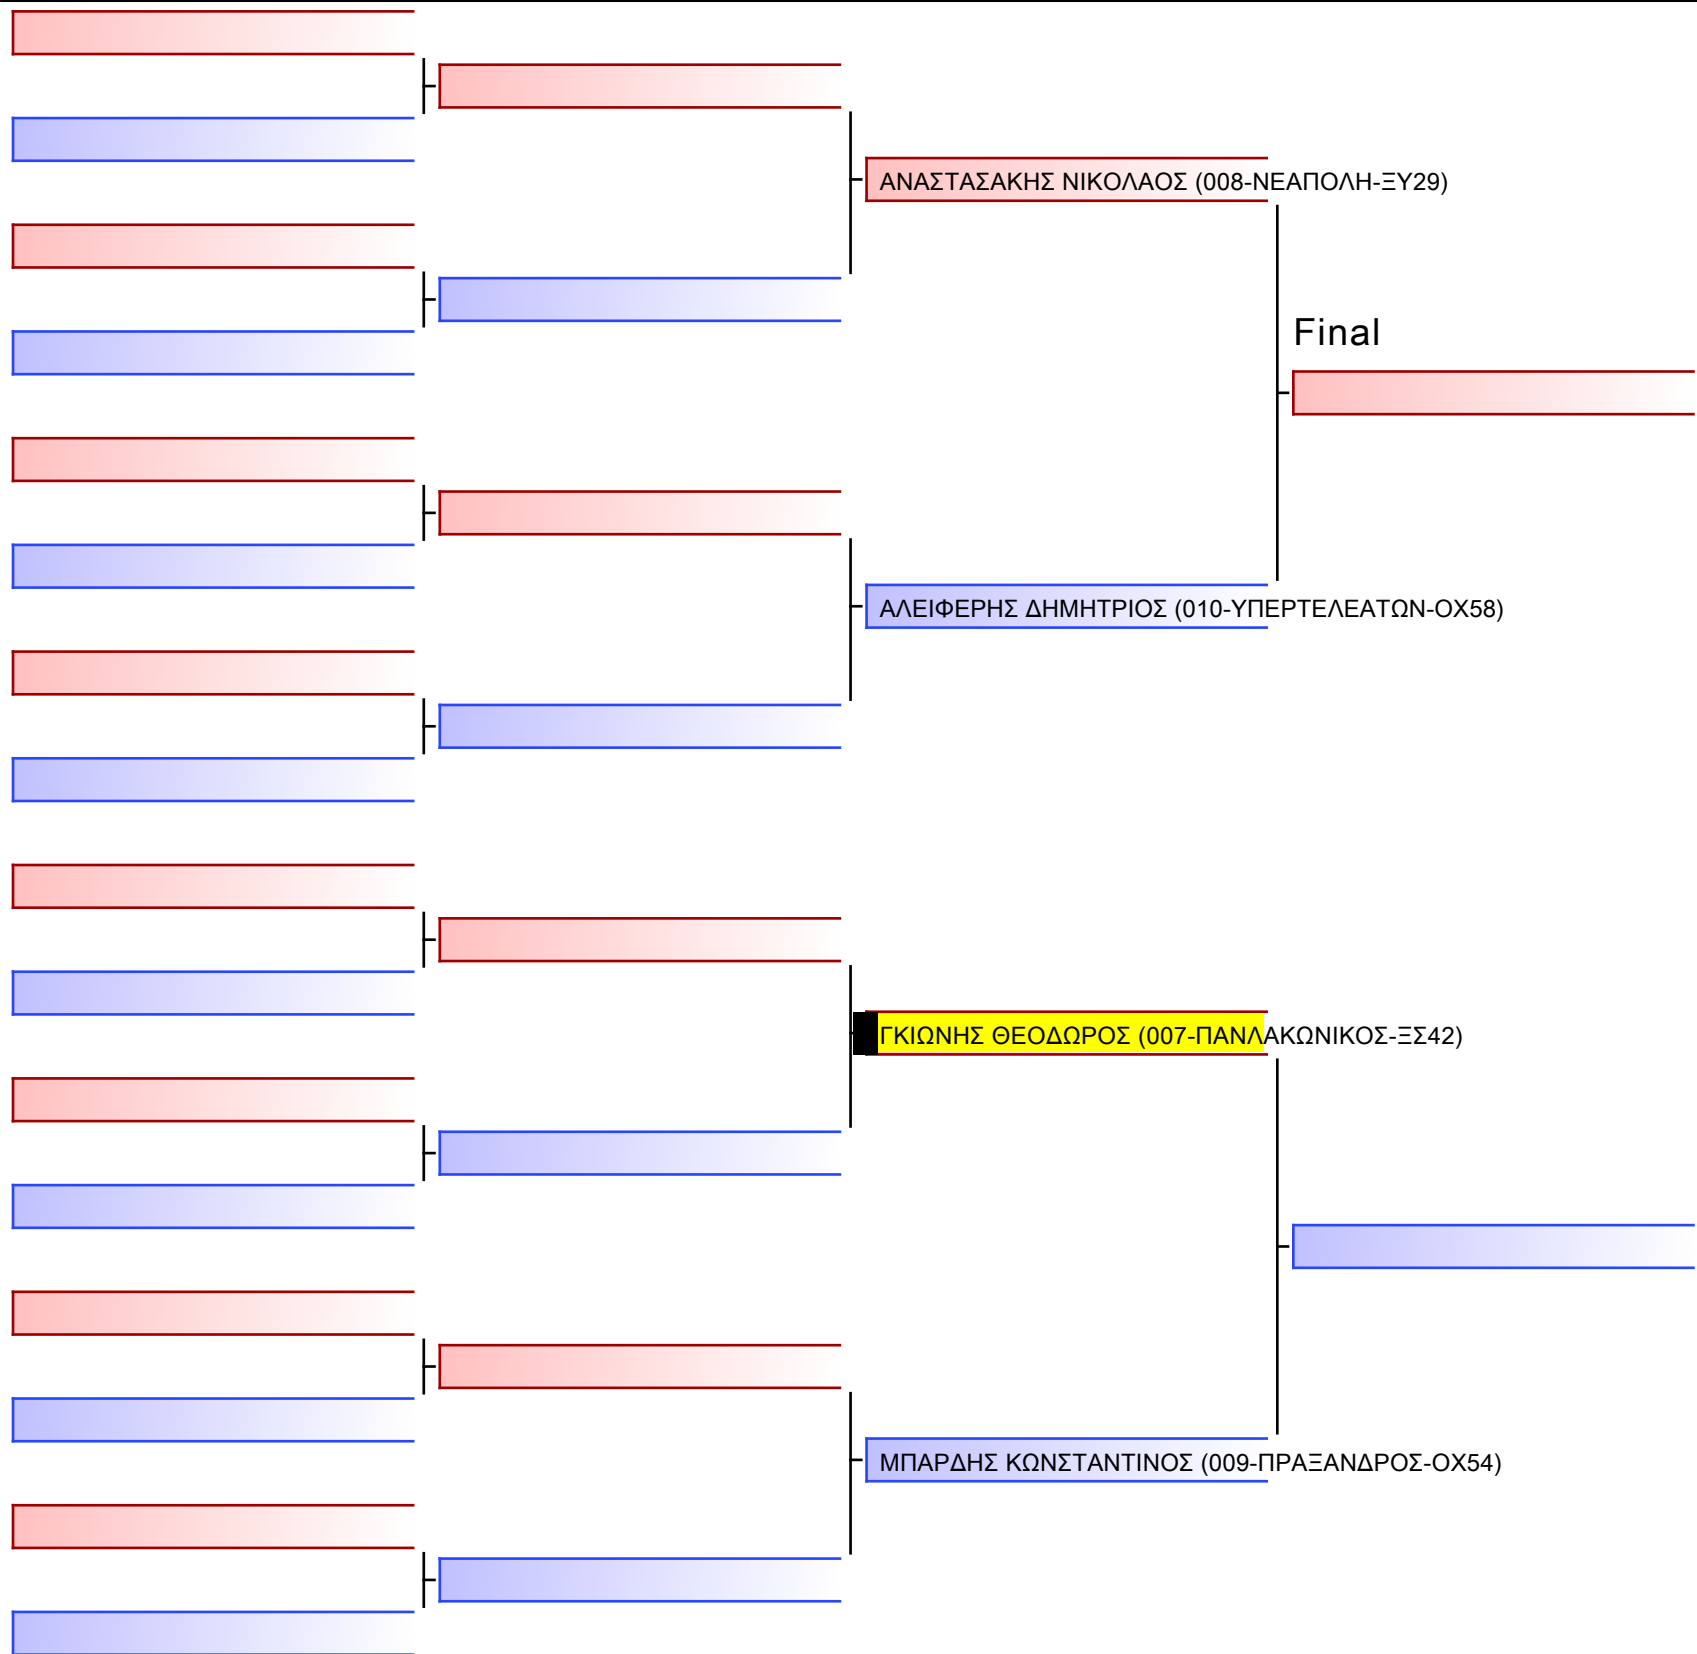 ΑΝΑΣΤΑΣΑΚΗΣ ΝΙΚΟΛΑΟΣ (008-ΝΕΑΠΟΛΗ-ΞΥ29)
Final
ΑΛΕΙΦΕΡΗΣ ΔΗΜΗΤΡΙΟΣ (010-ΥΠΕΡΤΕΛΕΑΤΩΝ-ΟΧ58)
ΓΚΙΩΝΗΣ ΘΕΟΔΩΡΟΣ (007-ΠΑΝΛΑΚΩΝΙΚΟΣ-ΞΣ42)
ΜΠΑΡΔΗΣ ΚΩΝΣΤΑΝΤΙΝΟΣ (009-ΠΡΑΞΑΝΔΡΟΣ-ΟΧ54)